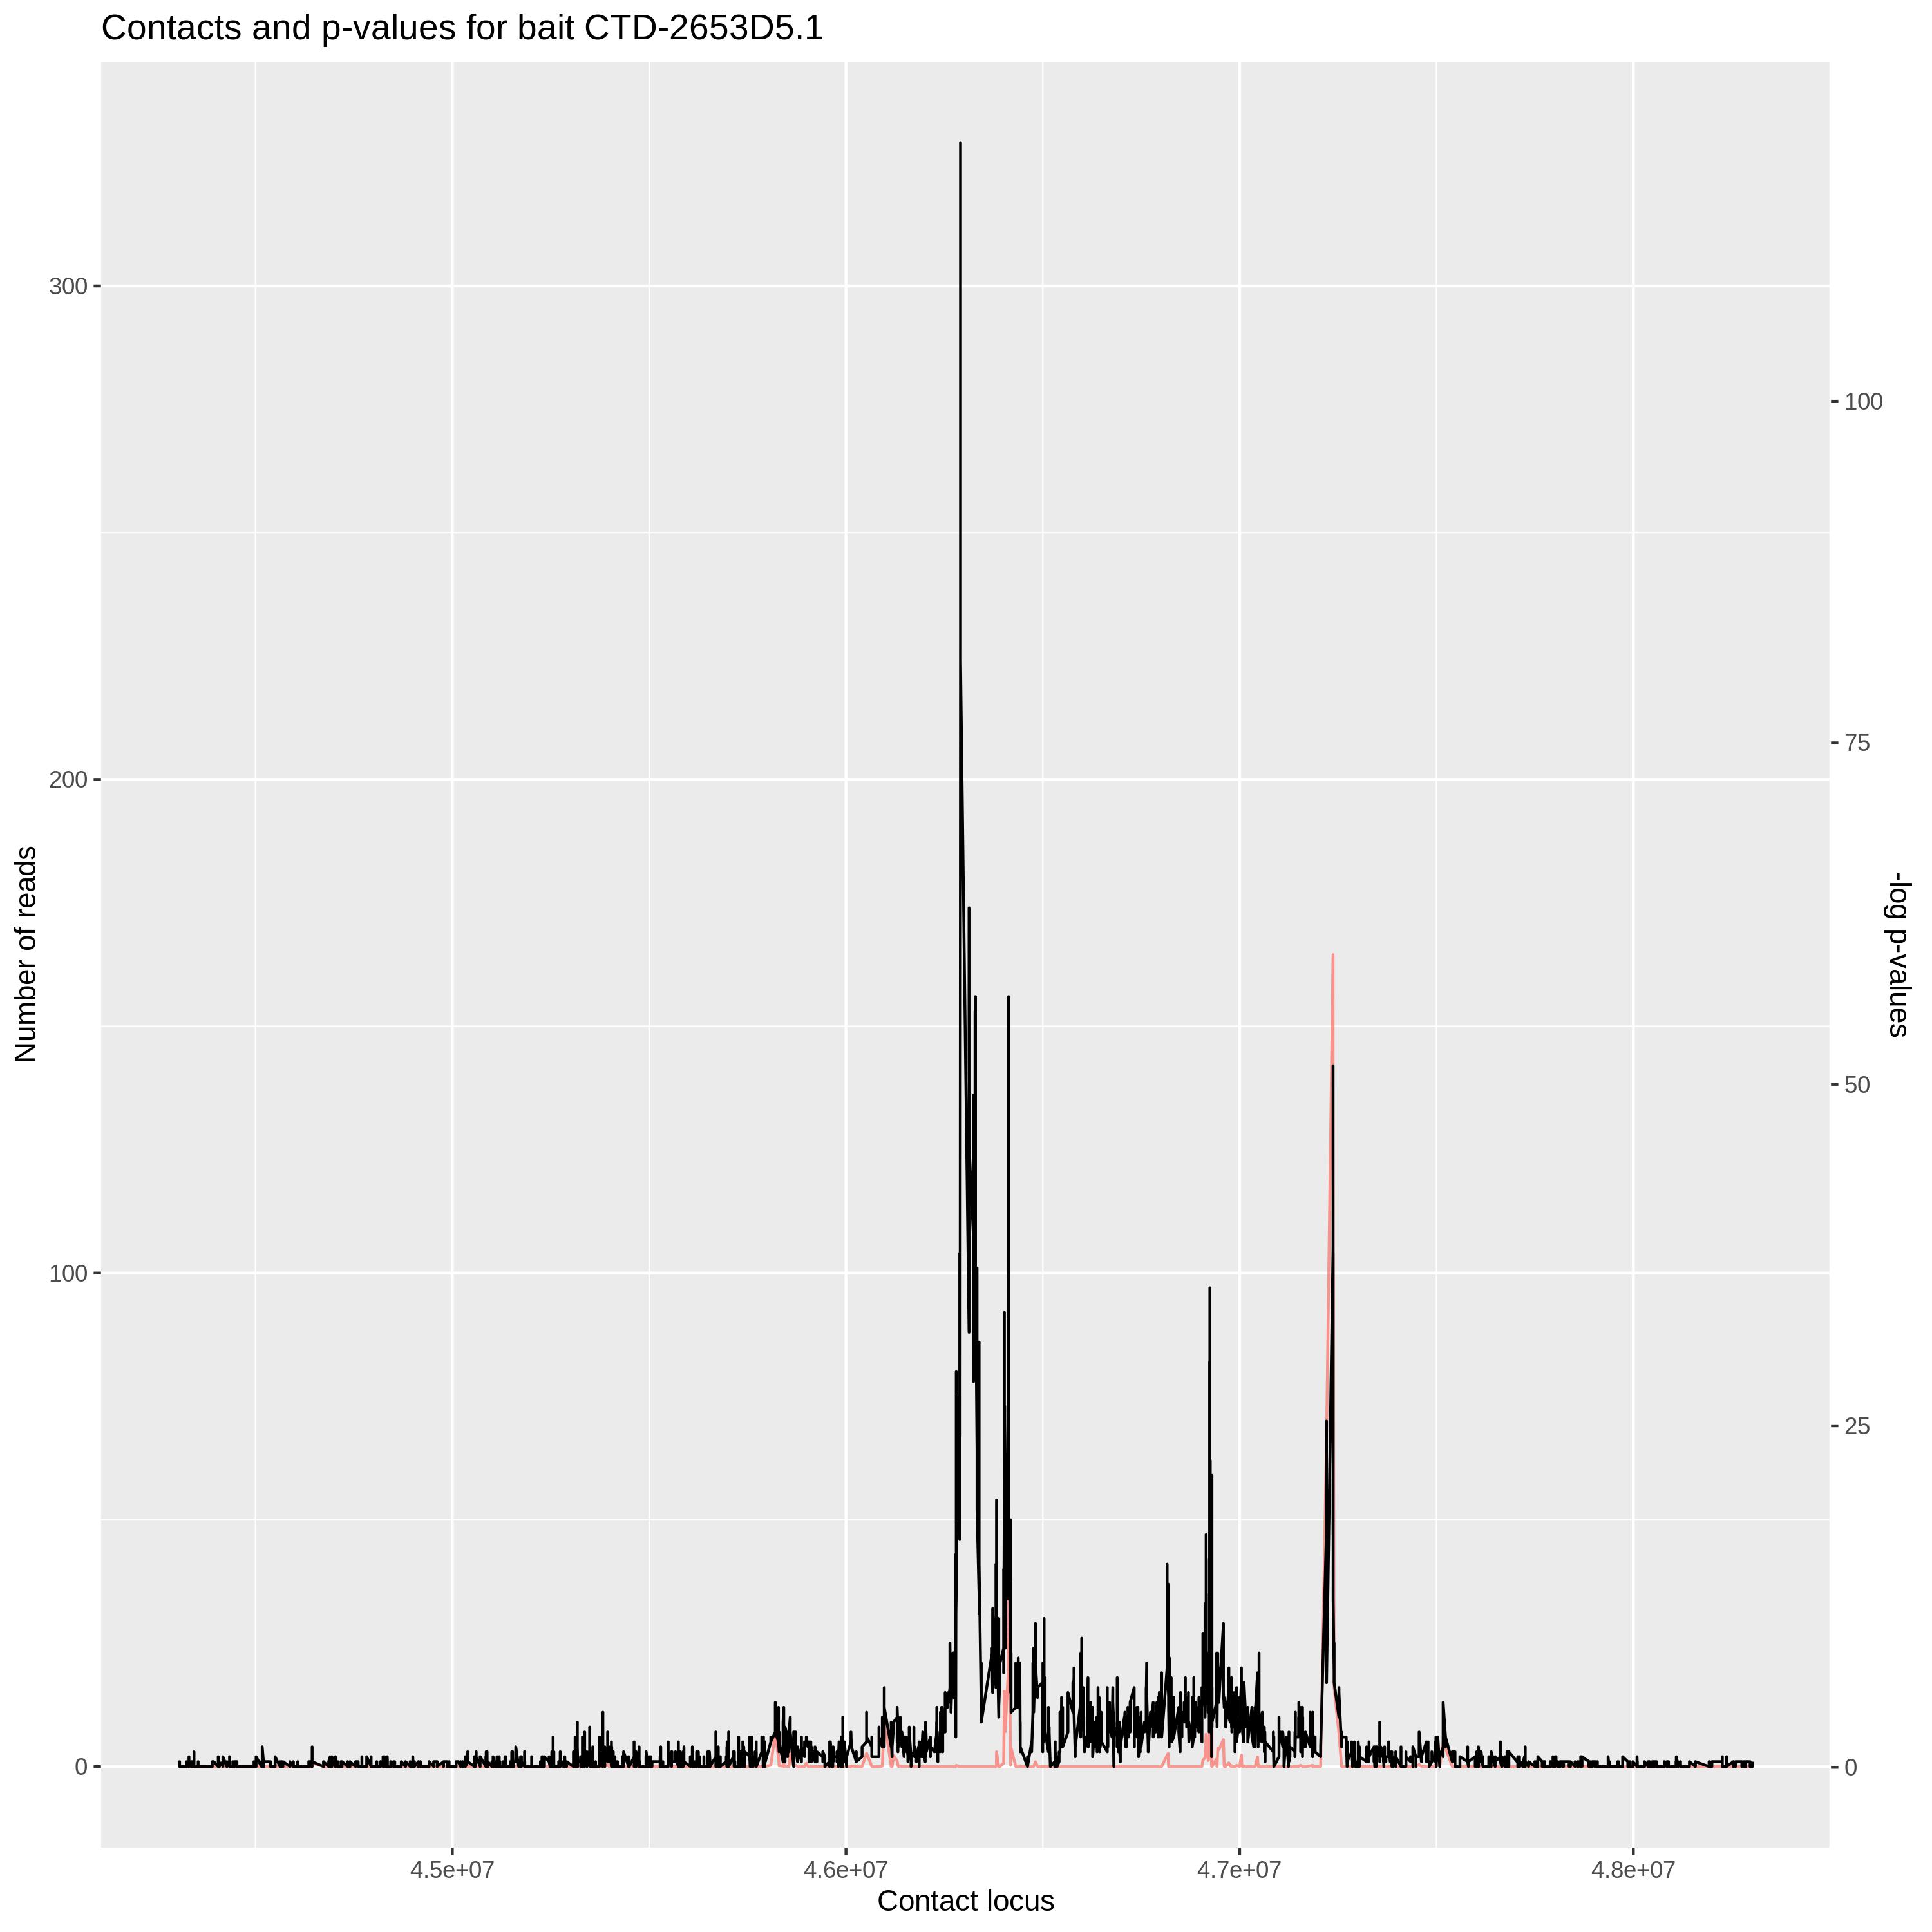 Contacts and p-values for bait CTD-2653D5.1
Number of reads
300
200
100
0
100
75
50
25
0
-log p-values
4.5e+07
4.6e+07
4.7e+07
4.8e+07
Contact locus